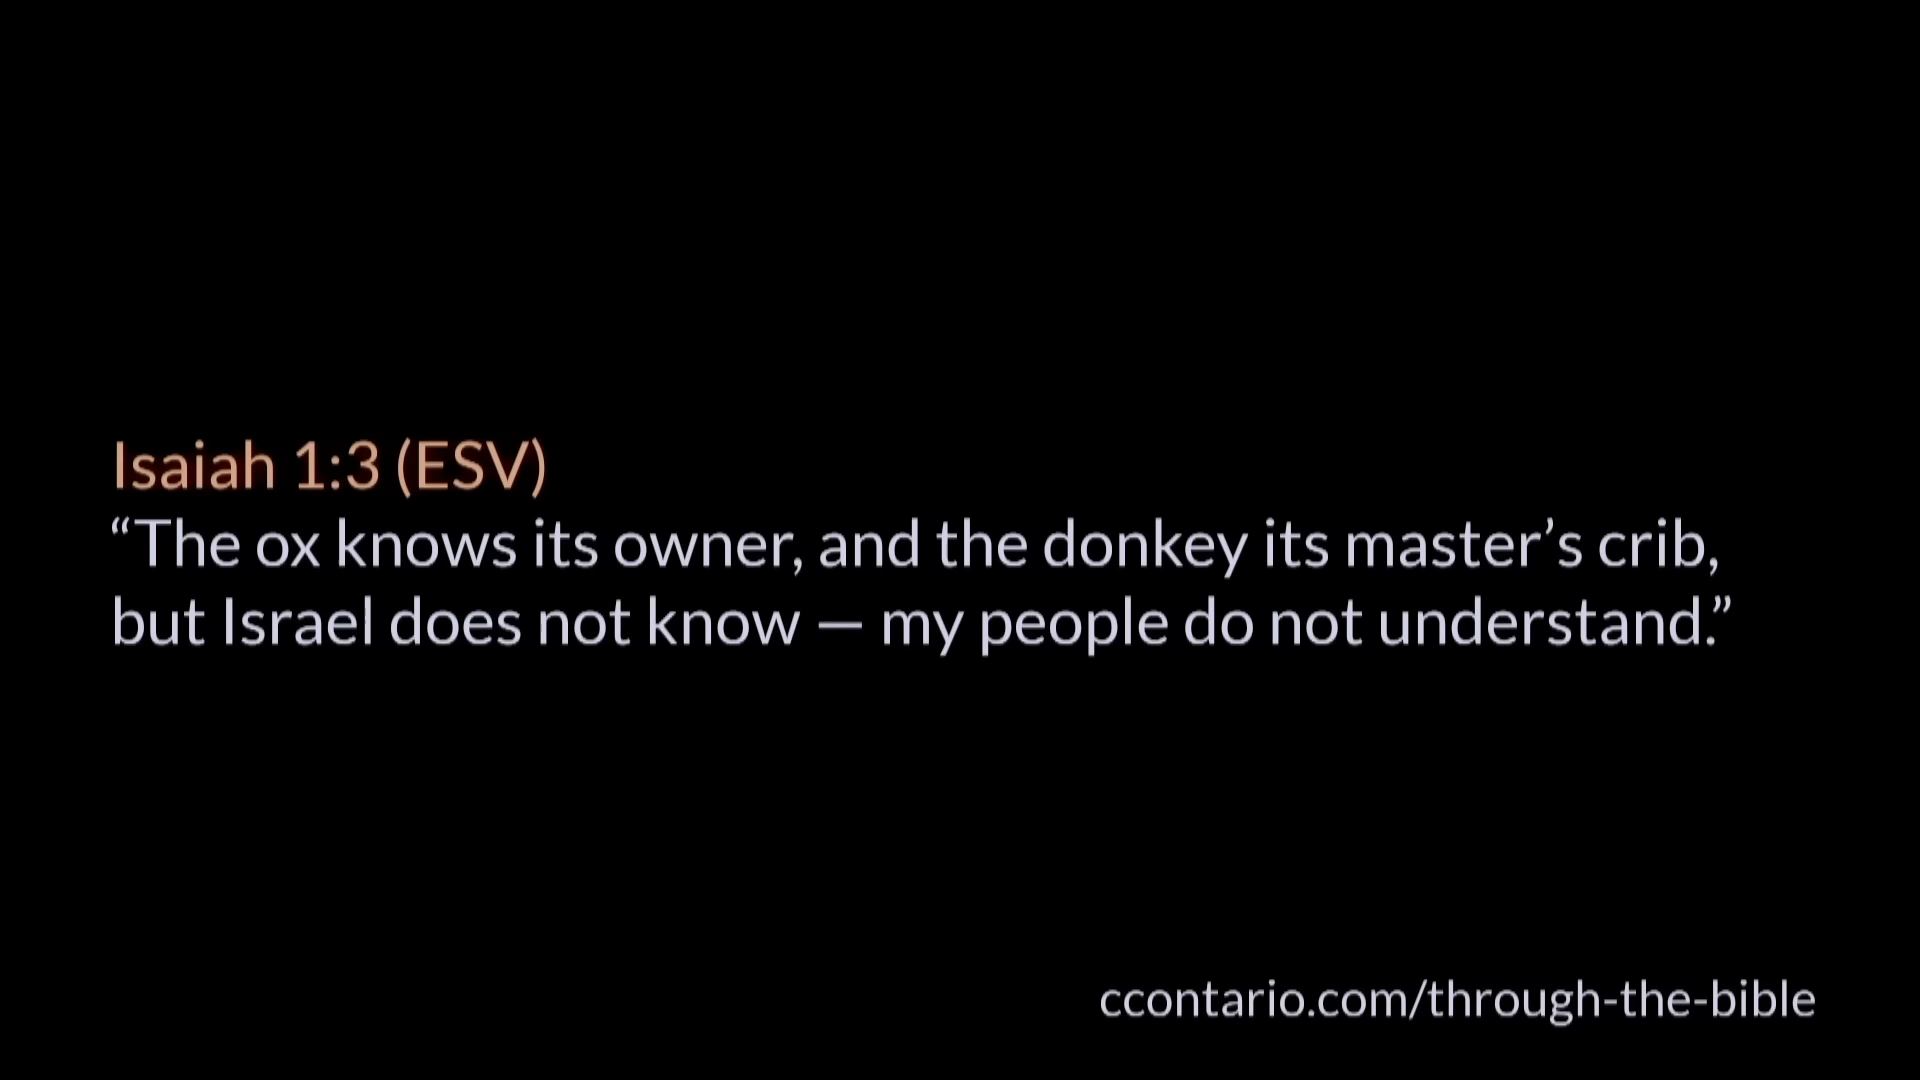 Isaiah 1:3 (ESV)
“The ox knows its owner, and the donkey its master’s crib,
but Israel does not know — my people do not understand.”
ccontario.com/through-the-bible